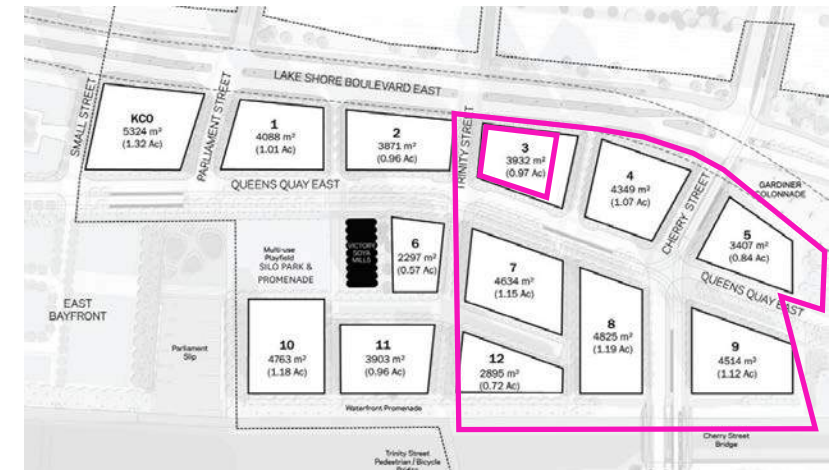 LAKE SHORE BOULEVARD EAST
SMALL STREET
KCO
5324 m²
(1.32 Ac)
PARLIAMENT STREET
1
4088 m²
(1.01 Ac)
2
3871 m²
(0.96 Ac)
TRINITY STREET
3
3932 m²
(0.97 Ac)
4
4349 m²
(1.07 Ac)
CHERRY STREET
GARDINER
COLONNADE
5
3407 m²
(0.84 Ac)
QUEENS QUAY EAST
QUEENS QUAY EAST
Multi-use
Playfield
SILO PARK &
PROMENADE
VICTORY
SOYA
MILLS
6
2297 m²
(0.57 Ac)
7
4634 m²
(1.15 Ac)
8
4825 m²
(1.19 Ac)
9
4514 m²
(1.12 Ac)
EAST
BAYFRONT
Parliament
Slip
10
4763 m²
(1.18 Ac)
11
3903 m²
(0.96 Ac)
12
2895 m²
(0.72 Ac)
Waterfront Promenade
Trinity Street
Pedestrian / Bicycle
Bridge
Cherry Street
Bridge